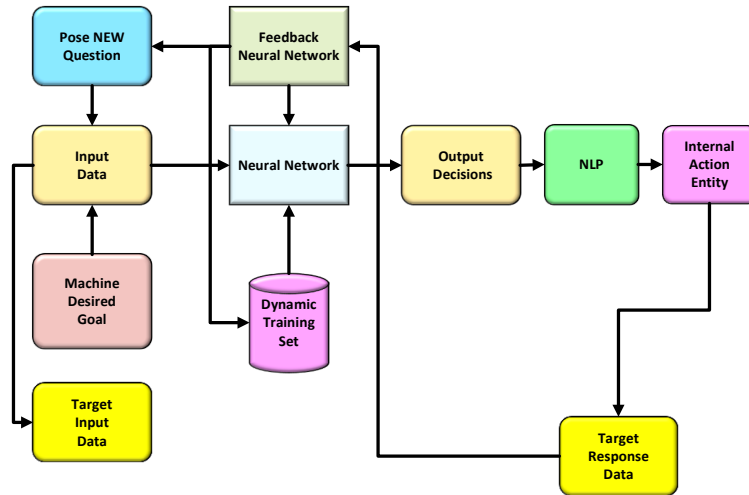 Pose NEW
Question
Feedback
Neural Network
Input
Data
Neural Network
Output
Decisions
NLP
Internal
Action
Entity
Machine
Desired
Goal
Dynamic
Training
Set
Target
Input
Data
Target
Response
Data